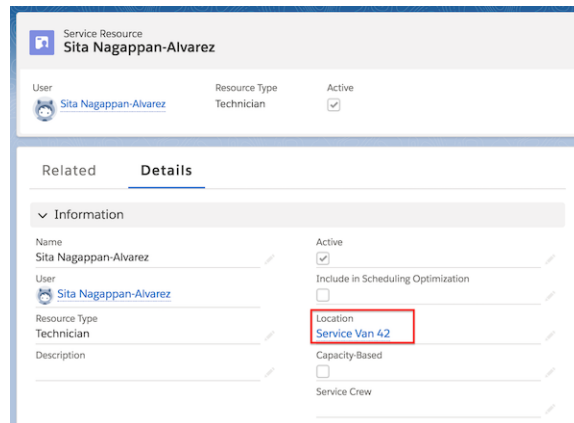 Service Resource
Sita Nagappan-Alvarez
User Resource Type Active
Sita Nagappan-Alvarez Technician
Related Details
Information
Name Active
Sita Nagappan-Alvarez
User Include in Scheduling Optimization
Sita Nagappan-Alvarez
Resource Type Location
Technician Service Van 42
Description Capacity-Based
Service Crew